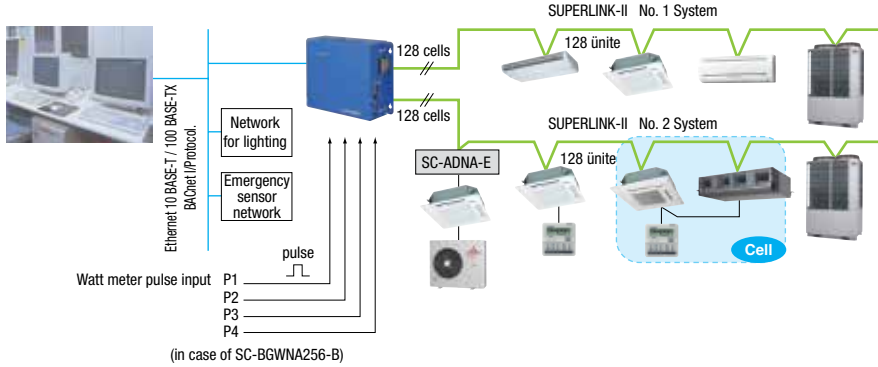 SUPERLINK-II No. 1 System
128 cells
128 ünite
128 cells
SUPERLINK-II No. 2 System
Ethernet 10 BASE-T / 100 BASE-TX
BACnet I/Protocol.
Network
for lighting
SC-ADNA-E
128 ünite
Emergency
sensor
network
Cell
pulse
Watt meter pulse input P1
P2
P3
P4
(in case of SC-BGWNA256-B)